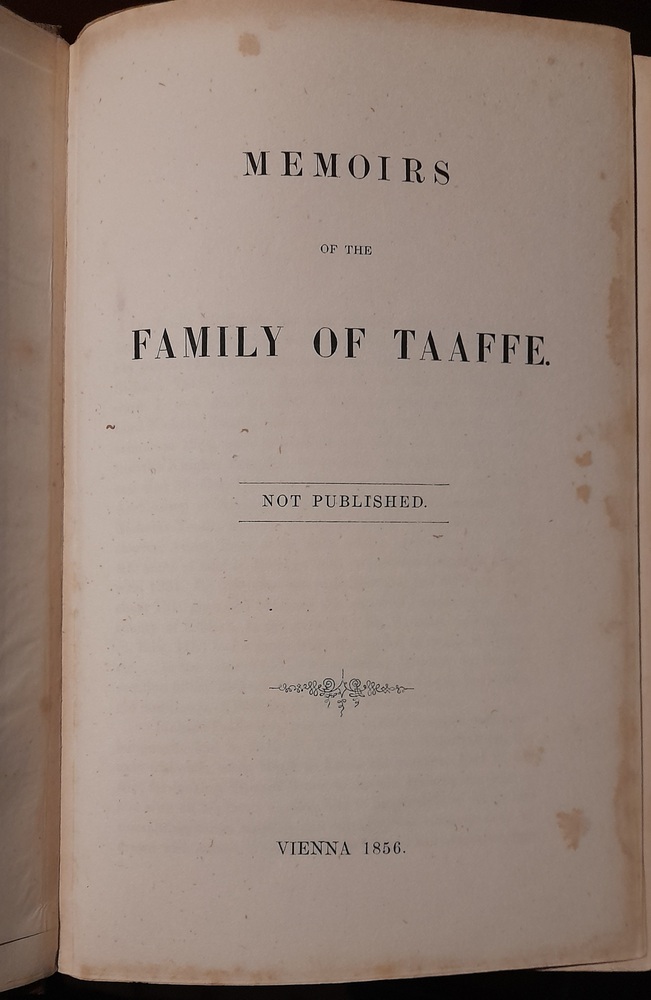 MEMOIRS
OF THE
FAMILY OF TAAFFE.
NOT PUBLISHED.
VIENNA 1856.